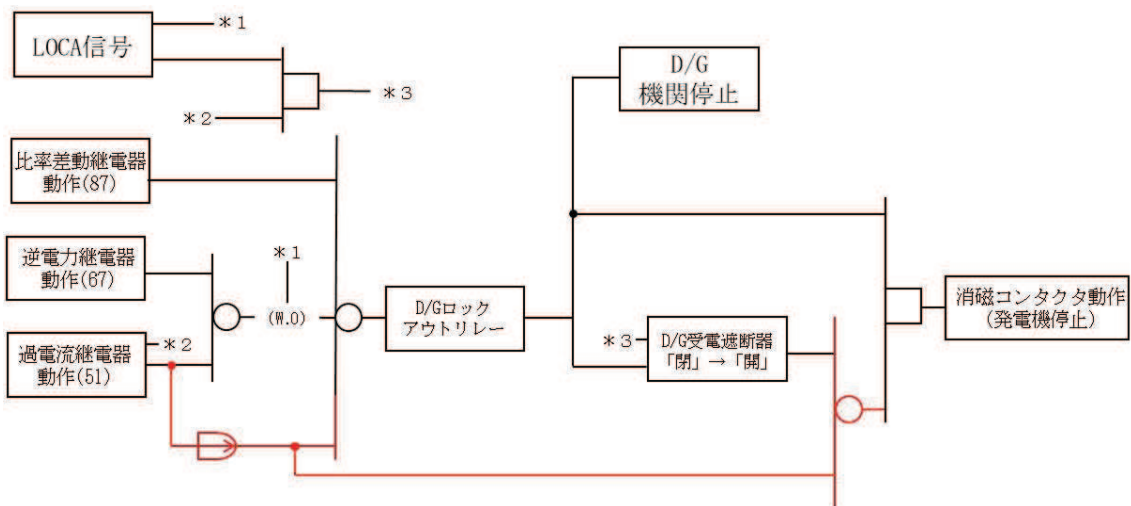 LOCA信号
*1
*3
*2
比率差動継電器
動作(87)
逆電力継電器
動作(67)
*1
(W.O)
過電流継電器
動作(51)
*2
D/Gロック
アウトリレー
D/G
機関停止
*3
D/G受電遮断器
「閉」→「開」
消磁コンタクタ動作
(発電機停止)